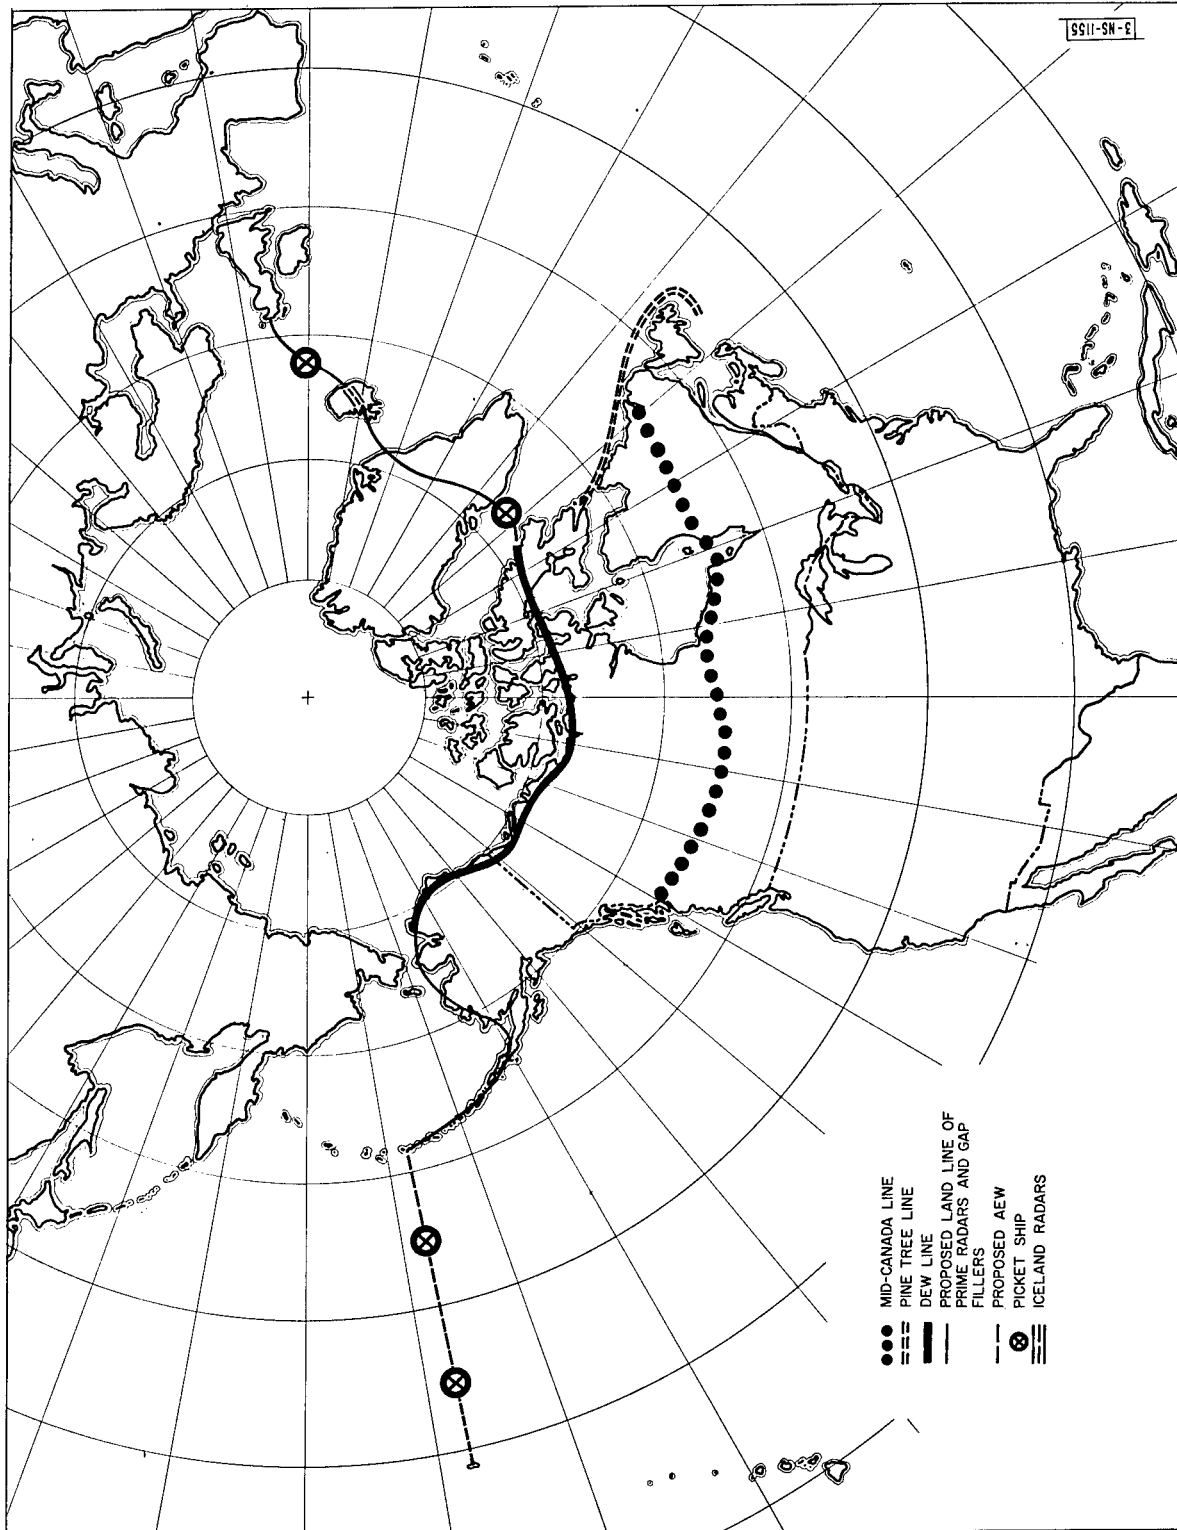 3-NS-1155
MID-CANADA LINE
PINE TREE LINE
DEW LINE
PROPOSED LAND LINE OF
PRIME RADARS AND GAP
FILLERS
PROPOSED AEW
PICKET SHIP
ICELAND RADARS